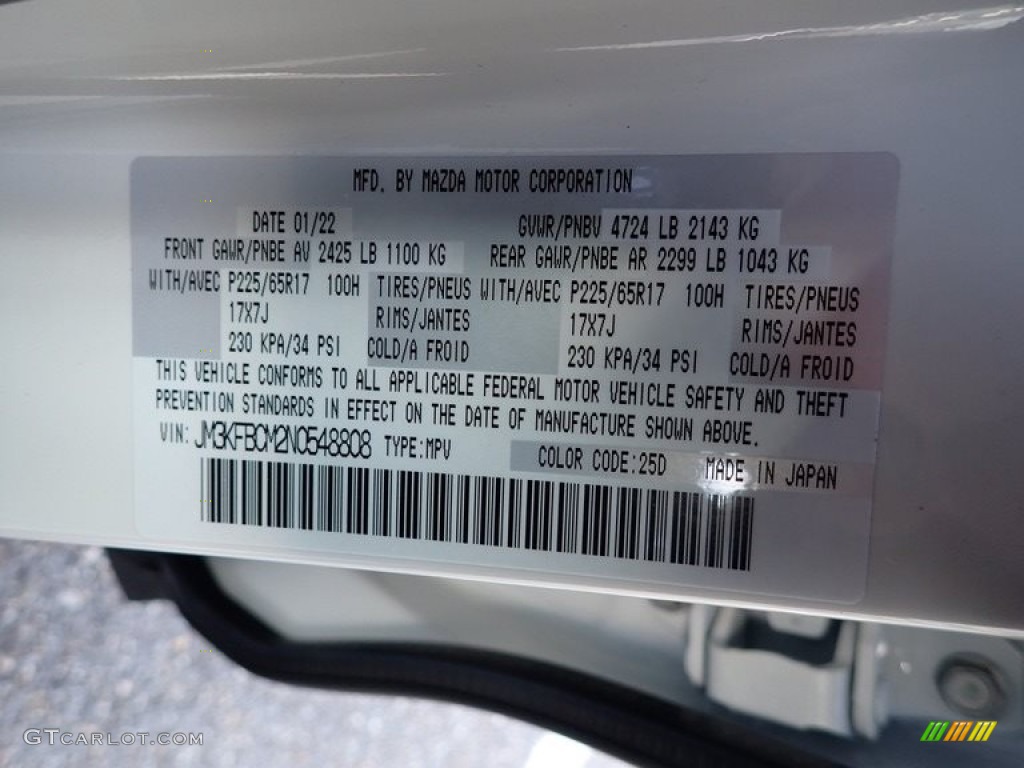 MFD. BY MAZDA MOTOR CORPORATION
DATE 01/22 GVWR/PNBV 4724 LB 2143 KG
FRONT GAWR/PNBE AV 2425 LB 1100 KG REAR GAWR/PNBE AR 2299 LB 1043 KG
WITH/AVEC P225/65R17 100H TIRES/PNEUS WITH/AVEC P225/65R17 100H TIRES/PNEUS
17X7J RIMS/JANTES 17X7J RIMS/JANTES
230 KPA/34 PSI COLD/A FROID 230 KPA/34 PSI COLD/A FROID
THIS VEHICLE CONFORMS TO ALL APPLICABLE FEDERAL MOTOR VEHICLE SAFETY AND THEFT
PREVENTION STANDARDS IN EFFECT ON THE DATE OF MANUFACTURE SHOWN ABOVE.
VIN: JM3KFBCM2N0548808 TYPE:MPV COLOR CODE:25D MADE IN JAPAN
GTCARLOT.COM